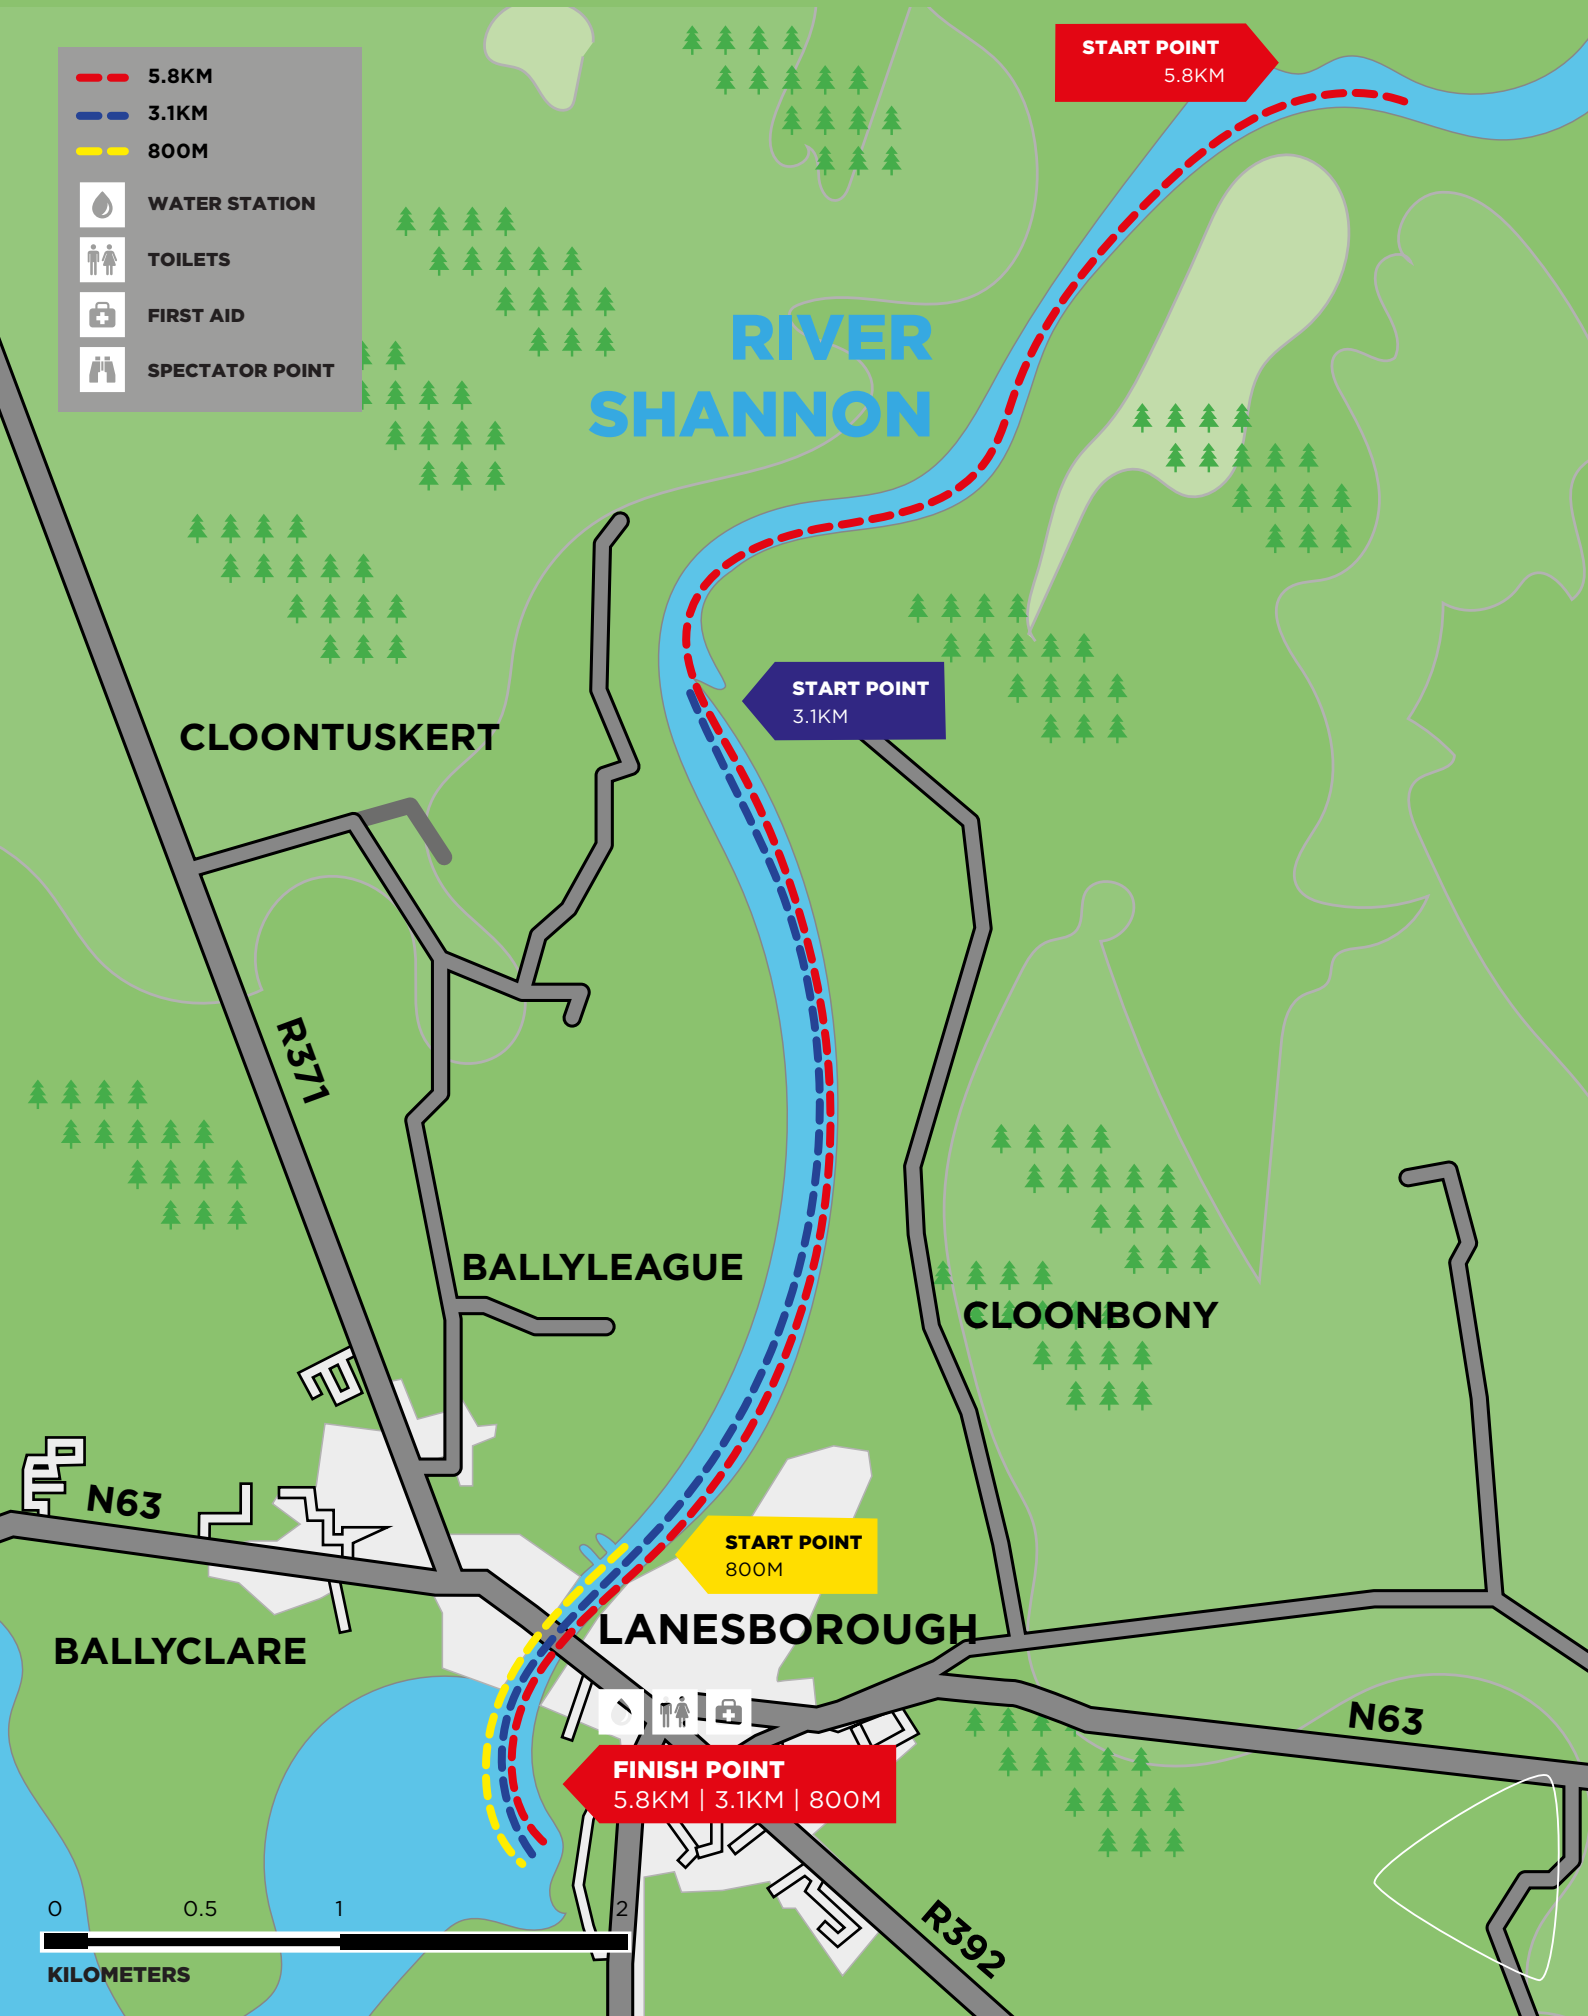 START POINT
5.8KM
5.8KM
3.1KM
800M
WATER STATION
TOILETS
FIRST AID
SPECTATOR POINT
RIVER
SHANNON
START POINT
3.1KM
CLOONTUSKERT
R371
BALLYLEAGUE
CLOONBONY
N63
START POINT
800M
LANESBOROUGH
BALLYCLARE
N63
FINISH POINT
5.8KM | 3.1KM | 800M
0 0.5 1 2
R392
KILOMETERS